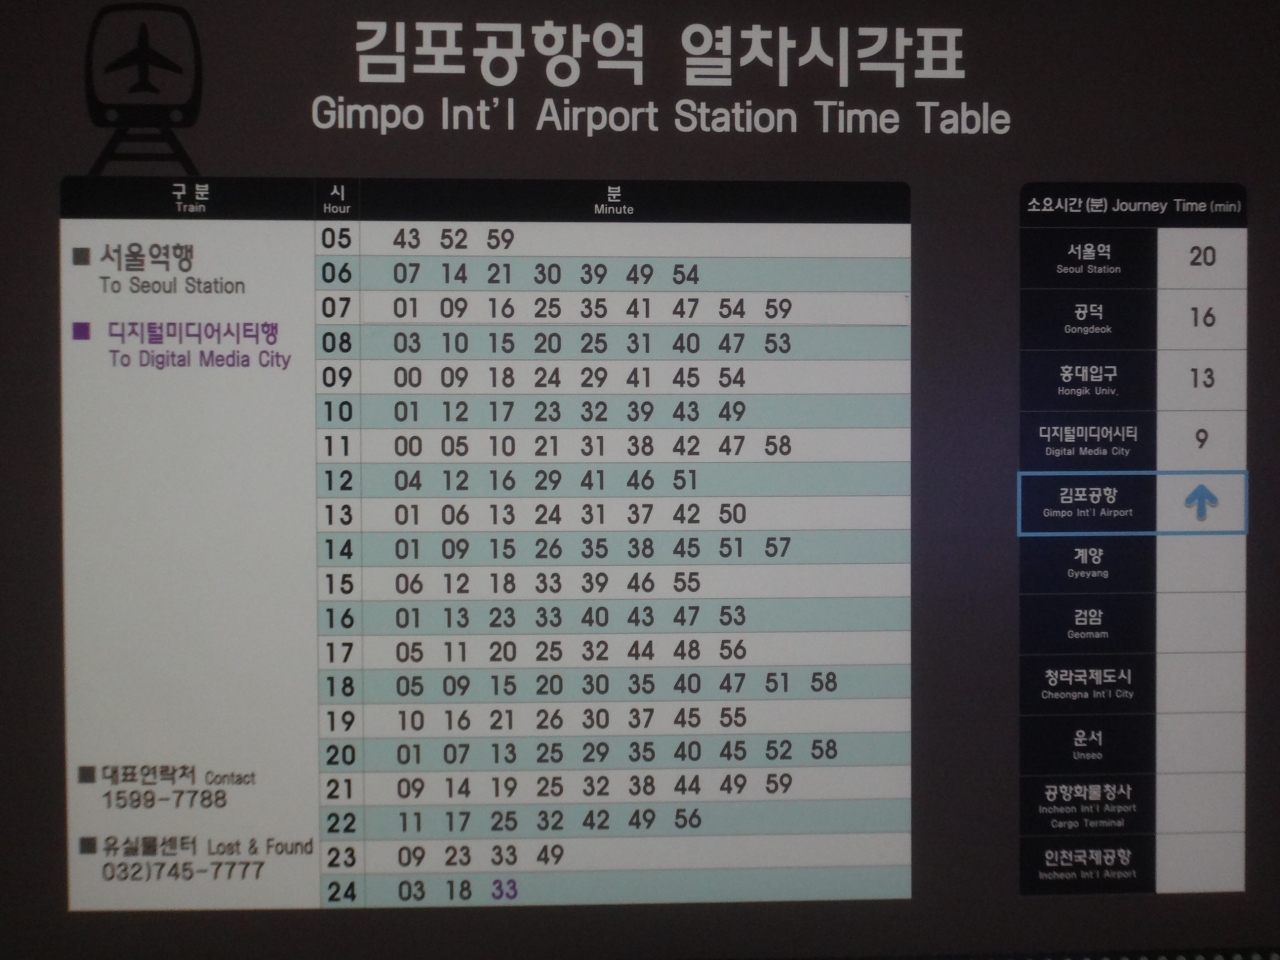 김포공항역 열차시각표
Gimpo Int'l Airport Station Time Table
구 분 시 분
Train Hour Minute
■ 서울역행
To Seoul Station
■ 디지털미디어시티행
To Digital Media City
05 43 52 59
06 07 14 21 30 39 49 54
07 01 09 16 25 35 41 47 54 59
08 03 10 15 20 25 31 40 47 53
09 00 09 18 24 29 41 45 54
10 01 12 17 23 32 39 43 49
11 00 05 10 21 31 38 42 47 58
12 04 12 16 29 41 46 51
13 01 06 13 24 31 37 42 50
14 01 09 15 26 35 38 45 51 57
15 06 12 18 33 39 46 55
16 01 13 23 33 40 43 47 53
17 05 11 20 25 32 44 48 56
18 05 09 15 20 30 35 40 47 51 58
19 10 16 21 26 30 37 45 55
20 01 07 13 25 29 35 40 45 52 58
21 09 14 19 25 32 38 44 49 59
22 11 17 25 32 42 49 56
23 09 23 33 49
24 03 18 33
■ 대표연락처 Contact
1599-7788
■ 유실물센터 Lost & Found
032)745-7777
소요시간(분) Journey Time (min)
서울역 20
Seoul Station
공덕 16
Gongdeok
홍대입구 13
Hongik Univ.
디지털미디어시티 9
Digital Media City
김포공항
Gimpo Int'l Airport
계양
Gyeyang
검암
Geomam
청라국제도시
Cheongna Int'l City
운서
Unseo
공항화물청사
Incheon Int'l Airport
Cargo Terminal
인천국제공항
Incheon Int'l Airport